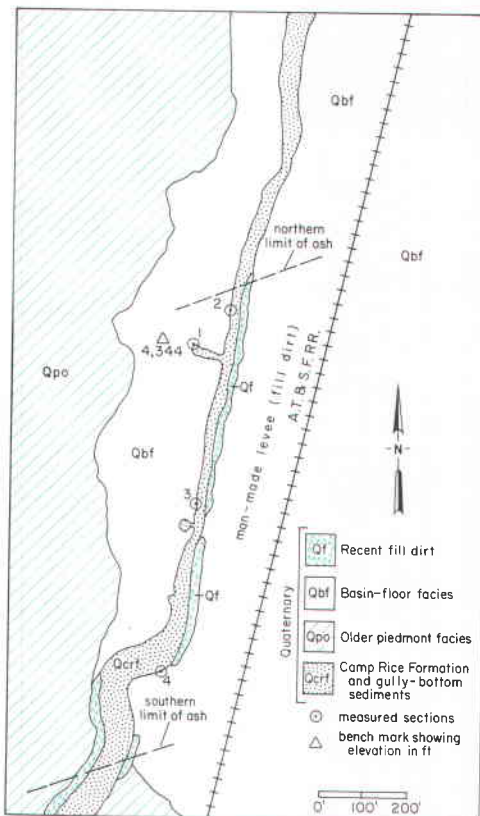 Qbf
Qbf
northern
limit of ash
2
1
4,344
Qpo
Qf
man-made levee (fill dirt)
A.T. & S.F. RR.
N
Qbf
3
Qf
Qcrf
4
southern
limit of ash
Quaternary
Qf Recent fill dirt
Qbf Basin-floor facies
Qpo Older piedmont facies
Qcrf Camp Rice Formation
and gully-bottom
sediments
measured sections
bench mark showing
elevation in ft
0' 100' 200'